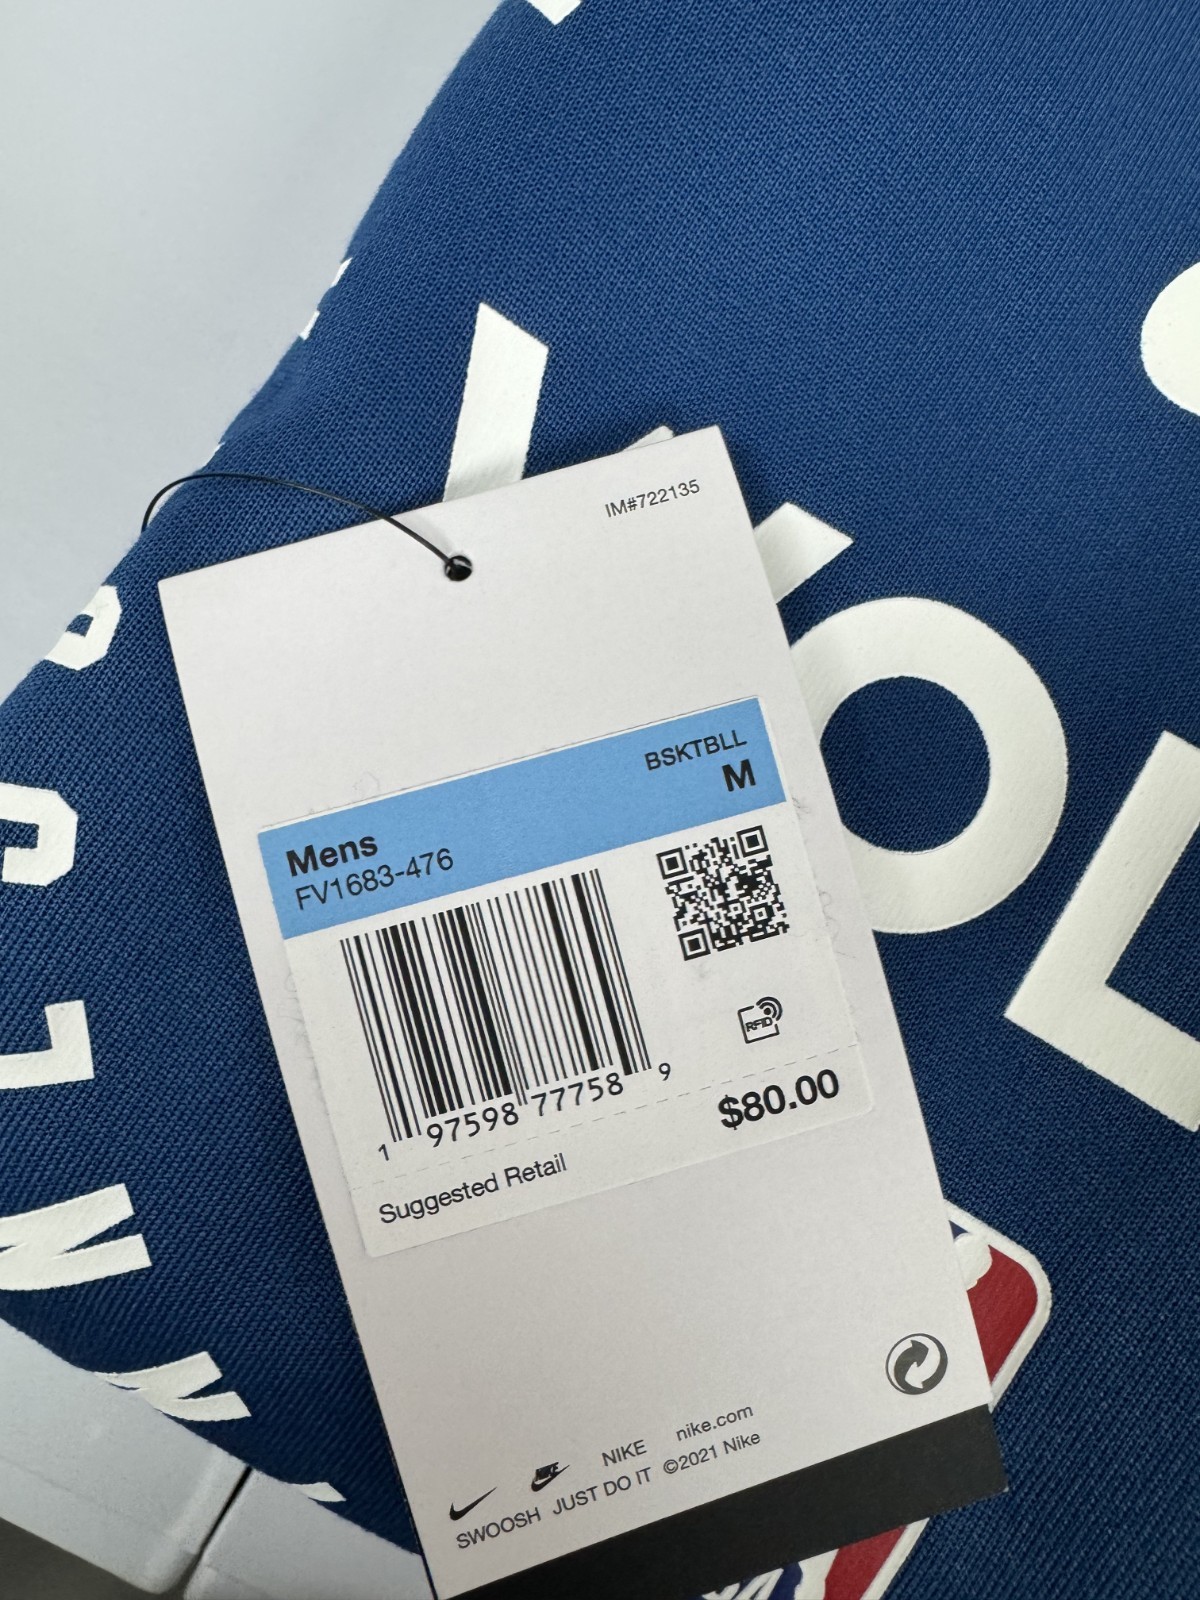 IM#722135
BSKTBLL
M
Mens
FV1683-476
RFID
1 97598 77758 9
$80.00
Suggested Retail
NIKE nike.com
SWOOSH JUST DO IT ©2021 Nike